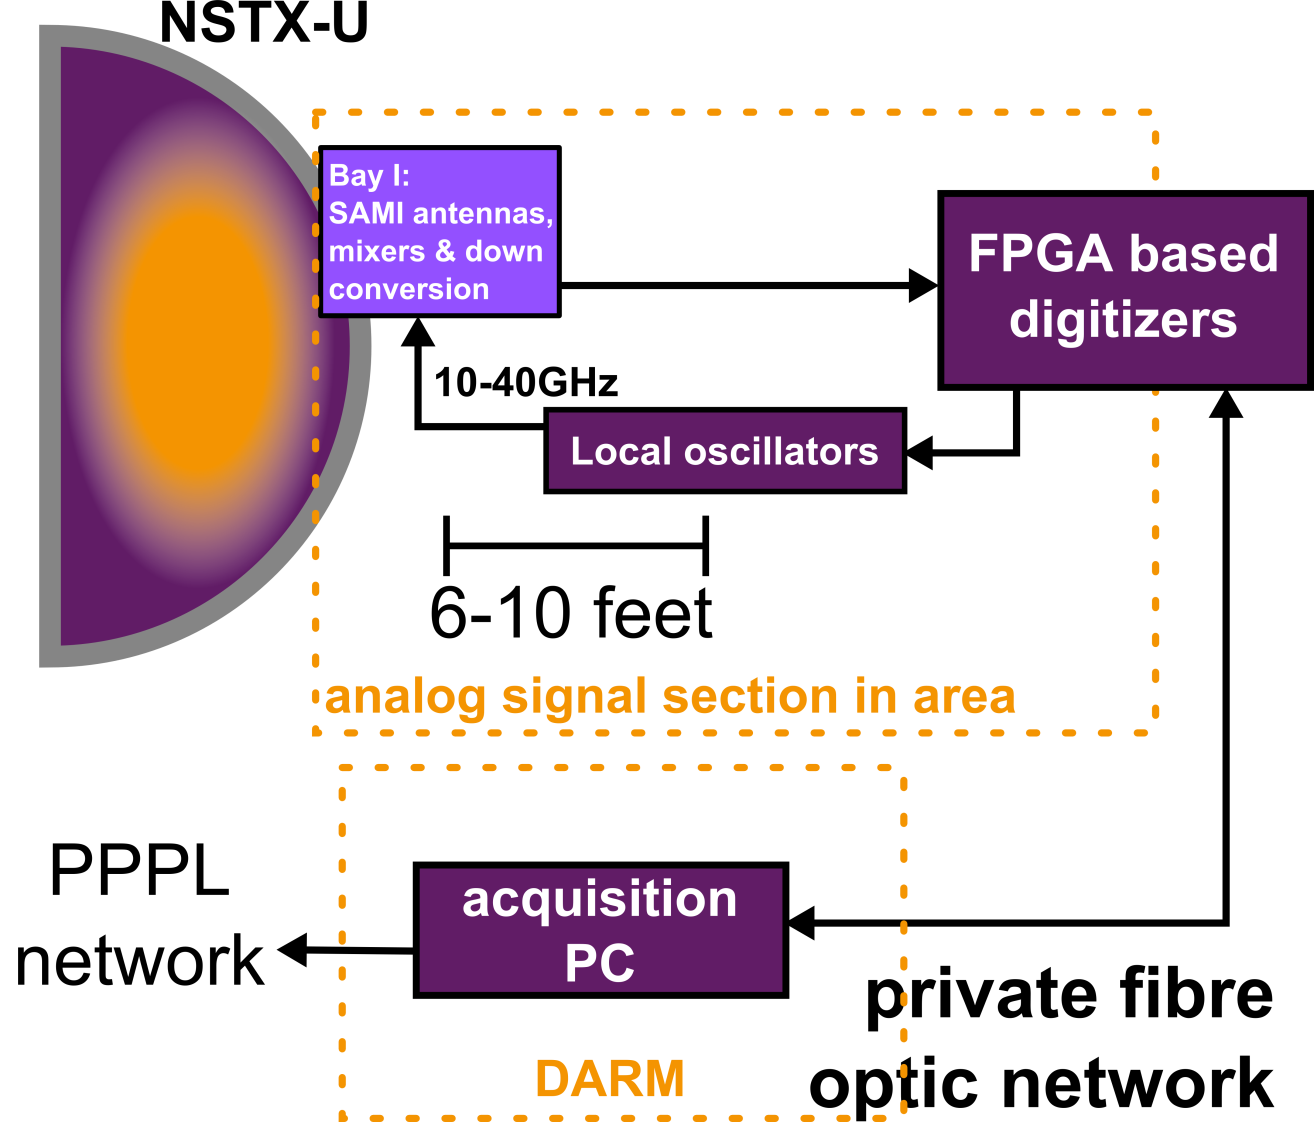 NSTX-U
Bay I:
SAMI antennas,
mixers & down
conversion
FPGA based
digitizers
10-40GHz
Local oscillators
6-10 feet
analog signal section in area
PPPL
network
acquisition
PC
private fibre
optic network
DARM